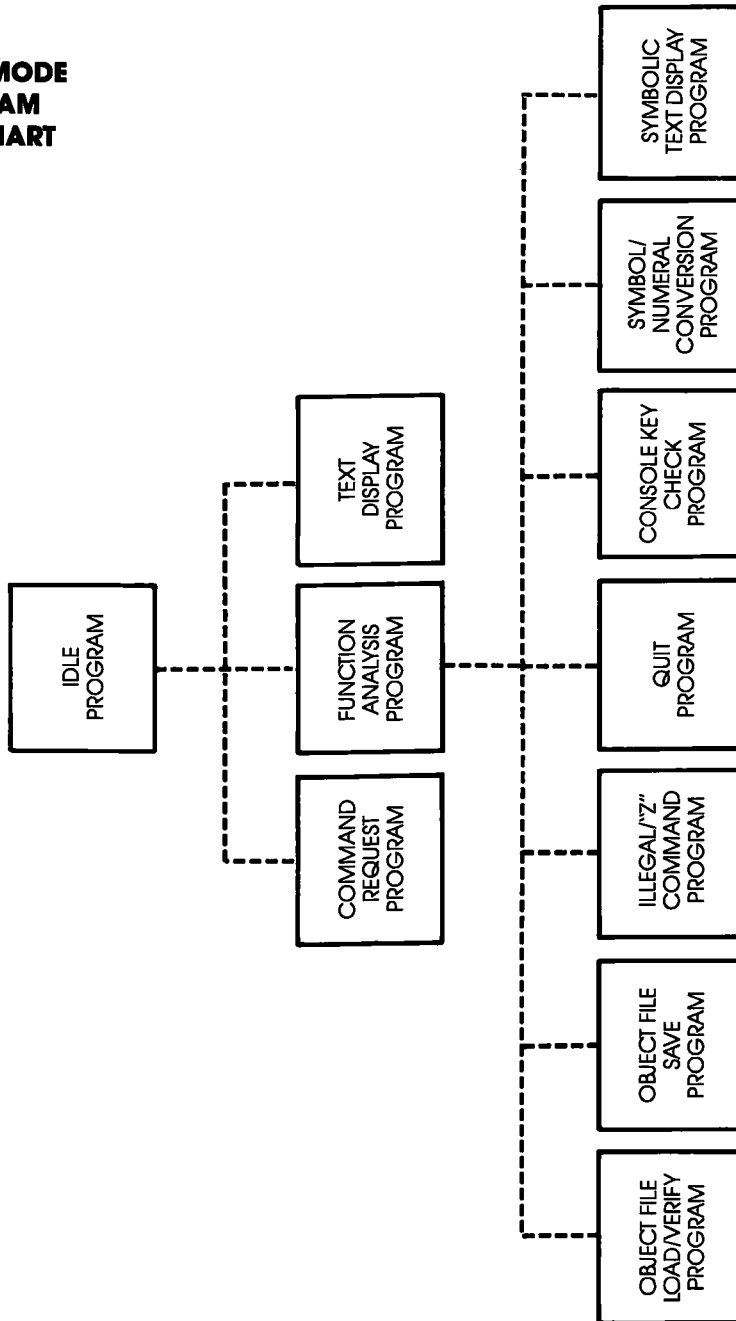 MODE
AM
HART
IDLE
PROGRAM
COMMAND
REQUEST
PROGRAM
FUNCTION
ANALYSIS
PROGRAM
TEXT
DISPLAY
PROGRAM
OBJECT FILE
LOAD/VERIFY
PROGRAM
OBJECT FILE
SAVE
PROGRAM
ILLEGAL/"Z"
COMMAND
PROGRAM
QUIT
PROGRAM
CONSOLE KEY
CHECK
PROGRAM
SYMBOL/
NUMERAL
CONVERSION
PROGRAM
SYMBOLIC
TEXT DISPLAY
PROGRAM